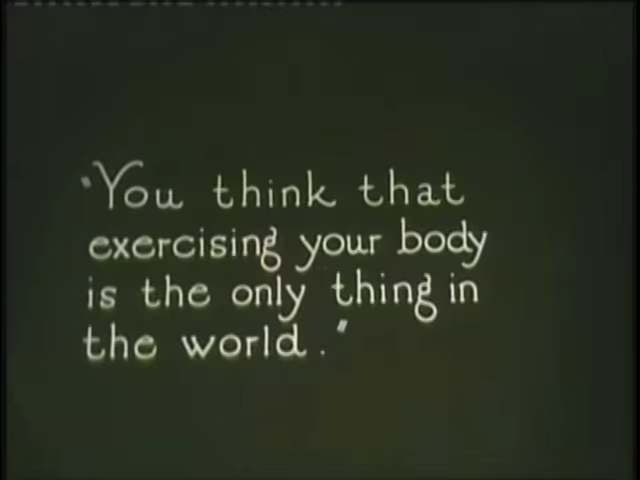 "You think that
exercising your body
is the only thing in
the world."